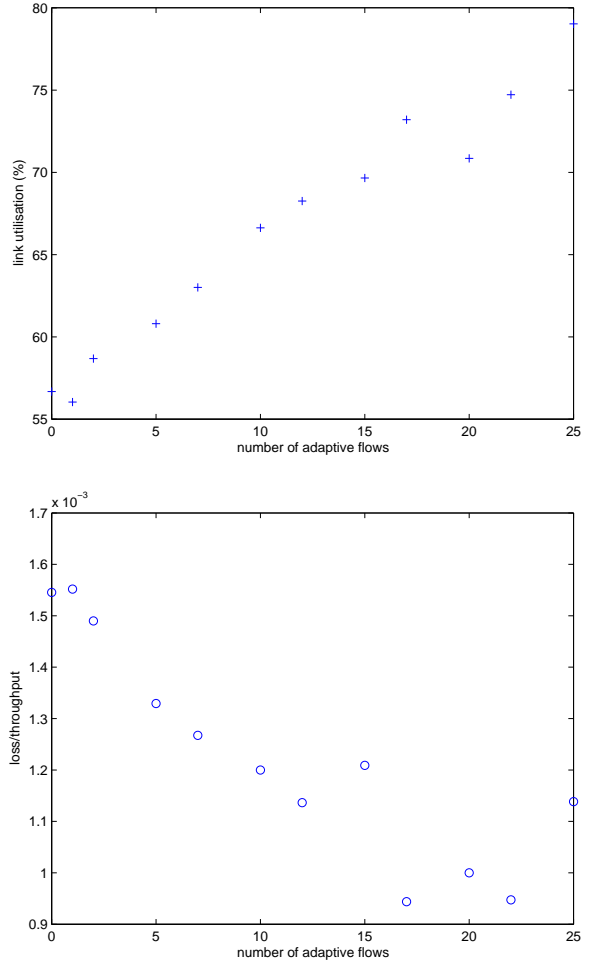 80
75
70
65
60
55
link utilisation (%)
0 5 10 15 20 25
number of adaptive flows
x 10⁻³
1.7
1.6
1.5
1.4
1.3
1.2
1.1
1
0.9
loss/throughput
0 5 10 15 20 25
number of adaptive flows